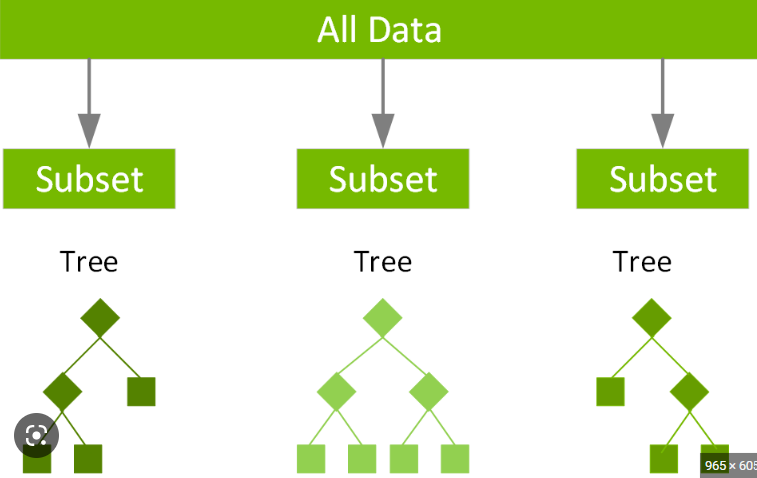 All Data
Subset Subset Subset
Tree Tree Tree
965 × 605